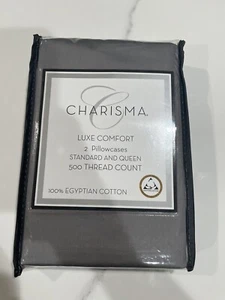 C
CHARISMA.
LUXE COMFORT
2 Pillowcases
STANDARD AND QUEEN
500 THREAD COUNT
100% EGYPTIAN COTTON